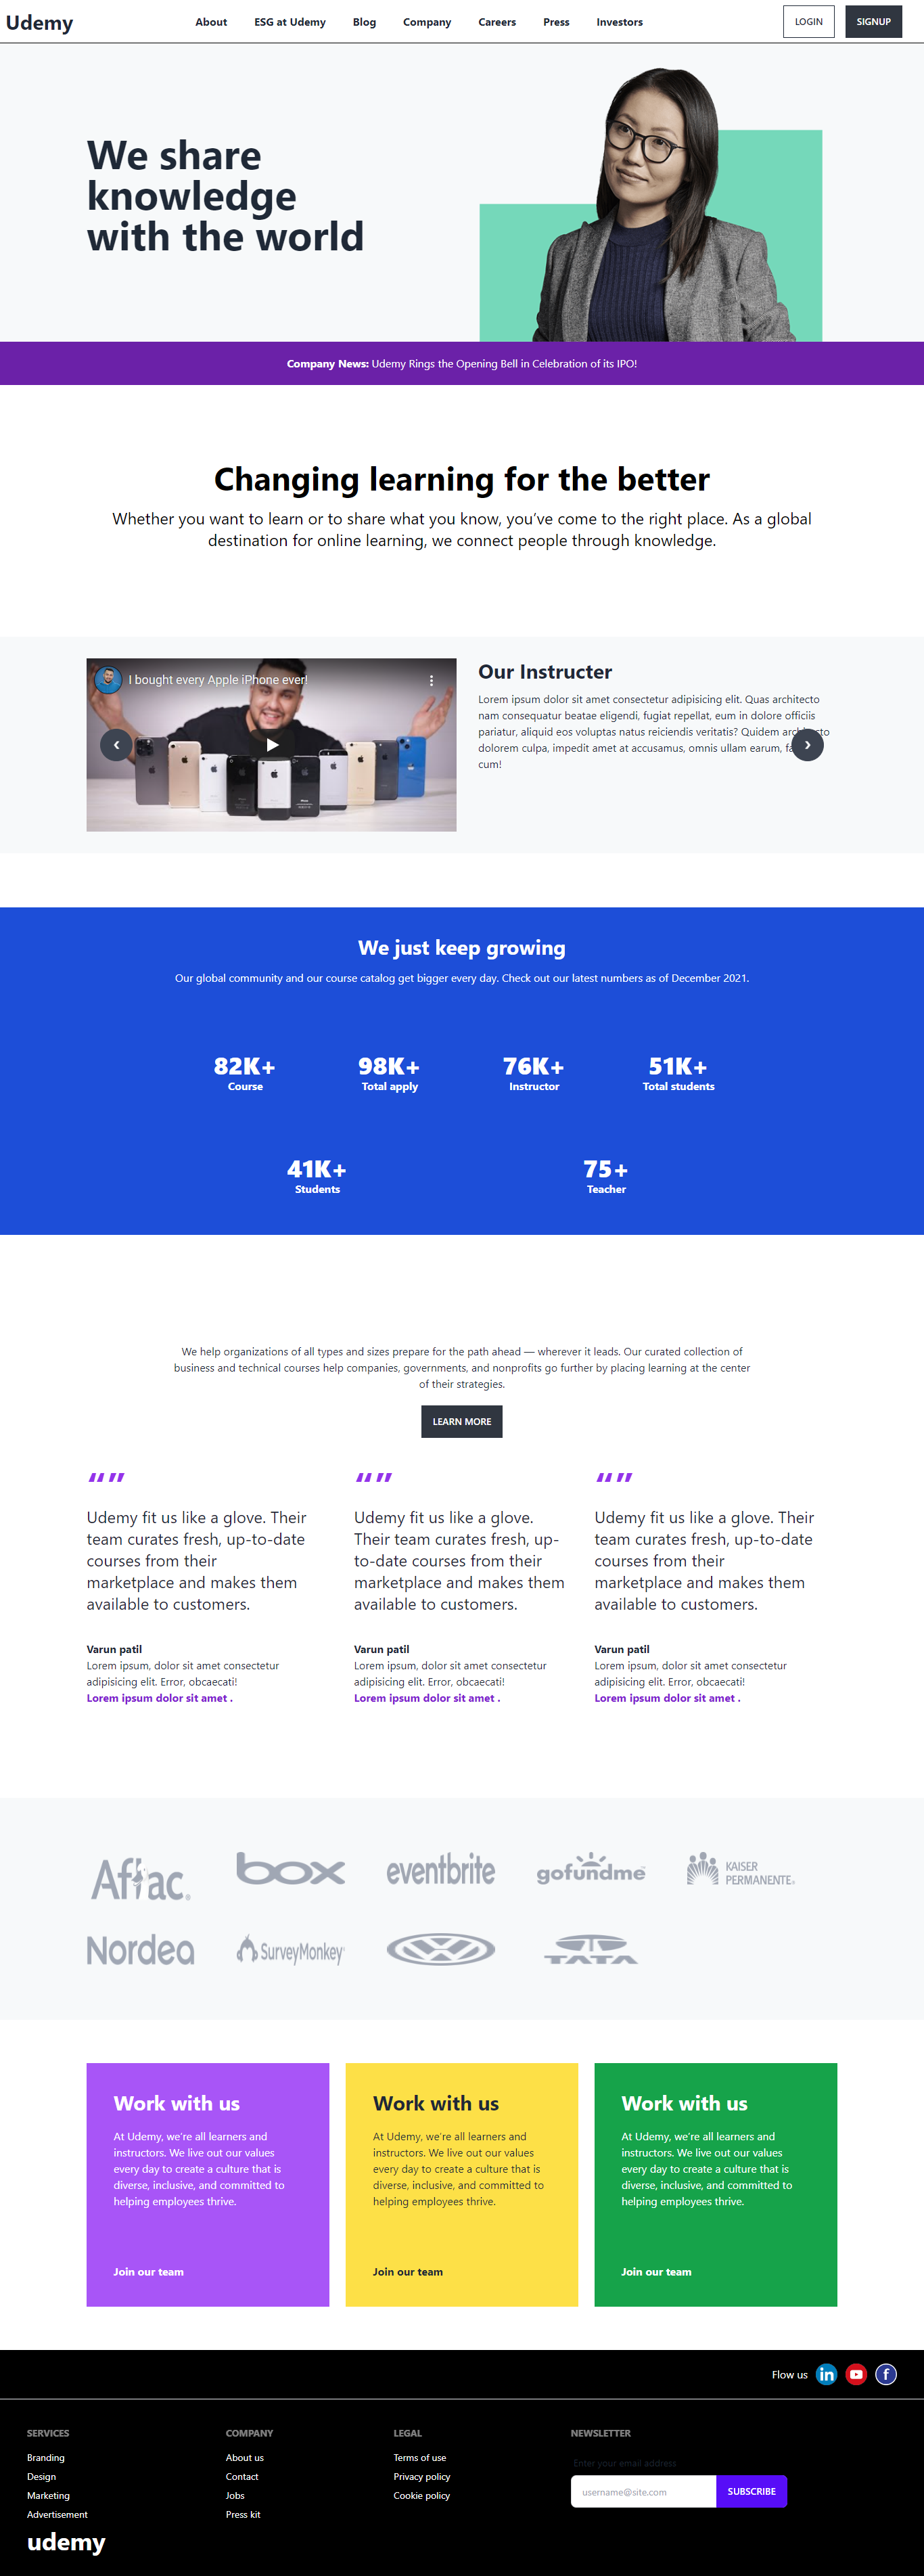 Udemy
About ESG at Udemy Blog Company Careers Press Investors
LOGIN SIGNUP
We share
knowledge
with the world
Company News: Udemy Rings the Opening Bell in Celebration of its IPO!
Changing learning for the better
Whether you want to learn or to share what you know, you've come to the right place. As a global
destination for online learning, we connect people through knowledge.
I bought every Apple iPhone ever!
Our Instructer
Lorem ipsum dolor sit amet consectetur adipisicing elit. Quas architecto
nam consequatur beatae eligendi, fugiat repellat, eum in dolore officiis
pariatur, aliquid eos voluptas natus reiciendis veritatis? Quidem architecto
dolorem culpa, impedit amet at accusamus, omnis ullam earum,
cum!
We just keep growing
Our global community and our course catalog get bigger every day. Check out our latest numbers as of December 2021.
82K+ 98K+ 76K+ 51K+
Course Total apply Instructor Total students
41K+ 75+
Students Teacher
We help organizations of all types and sizes prepare for the path ahead — wherever it leads. Our curated collection of
business and technical courses help companies, governments, and nonprofits go further by placing learning at the center
of their strategies.
LEARN MORE
“”
Udemy fit us like a glove. Their
team curates fresh, up-to-date
courses from their
marketplace and makes them
available to customers.
Varun patil
Lorem ipsum, dolor sit amet consectetur
adipisicing elit. Error, obcaecati!
Lorem ipsum dolor sit amet .
“”
Udemy fit us like a glove.
Their team curates fresh, up-
to-date courses from their
marketplace and makes them
available to customers.
Varun patil
Lorem ipsum, dolor sit amet consectetur
adipisicing elit. Error, obcaecati!
Lorem ipsum dolor sit amet .
“”
Udemy fit us like a glove. Their
team curates fresh, up-to-date
courses from their
marketplace and makes them
available to customers.
Varun patil
Lorem ipsum, dolor sit amet consectetur
adipisicing elit. Error, obcaecati!
Lorem ipsum dolor sit amet .
Aflac. box eventbrite gofundme KAISER
PERMANENTE
Nordea SurveyMonkey VW TATA
Work with us
At Udemy, we're all learners and
instructors. We live out our values
every day to create a culture that is
diverse, inclusive, and committed to
helping employees thrive.
Join our team
Work with us
At Udemy, we're all learners and
instructors. We live out our values
every day to create a culture that is
diverse, inclusive, and committed to
helping employees thrive.
Join our team
Work with us
At Udemy, we're all learners and
instructors. We live out our values
every day to create a culture that is
diverse, inclusive, and committed to
helping employees thrive.
Join our team
Flow us in f
SERVICES
Branding
Design
Marketing
Advertisement
COMPANY
About us
Contact
Jobs
Press kit
LEGAL
Terms of use
Privacy policy
Cookie policy
NEWSLETTER
Enter your email address
username@site.com SUBSCRIBE
udemy